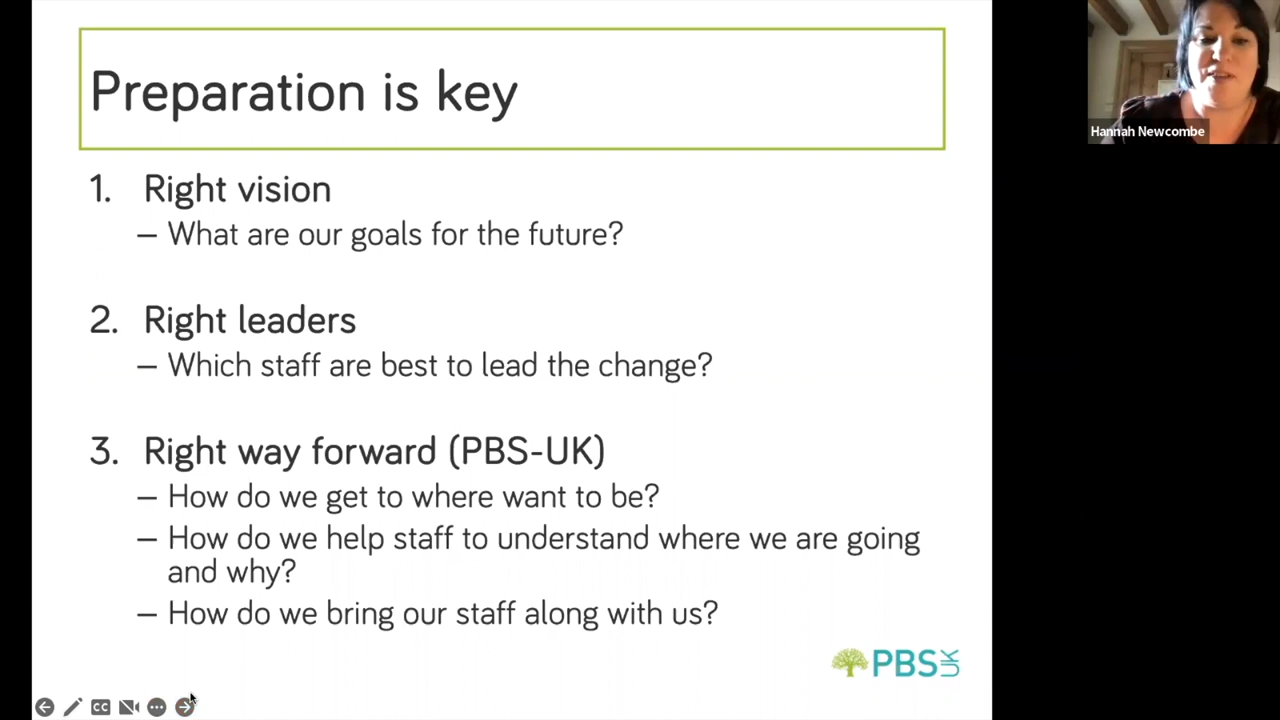 Preparation is key
1. Right vision
– What are our goals for the future?
2. Right leaders
– Which staff are best to lead the change?
3. Right way forward (PBS-UK)
– How do we get to where want to be?
– How do we help staff to understand where we are going
and why?
– How do we bring our staff along with us?
PBS UK
CC
Hannah Newcombe